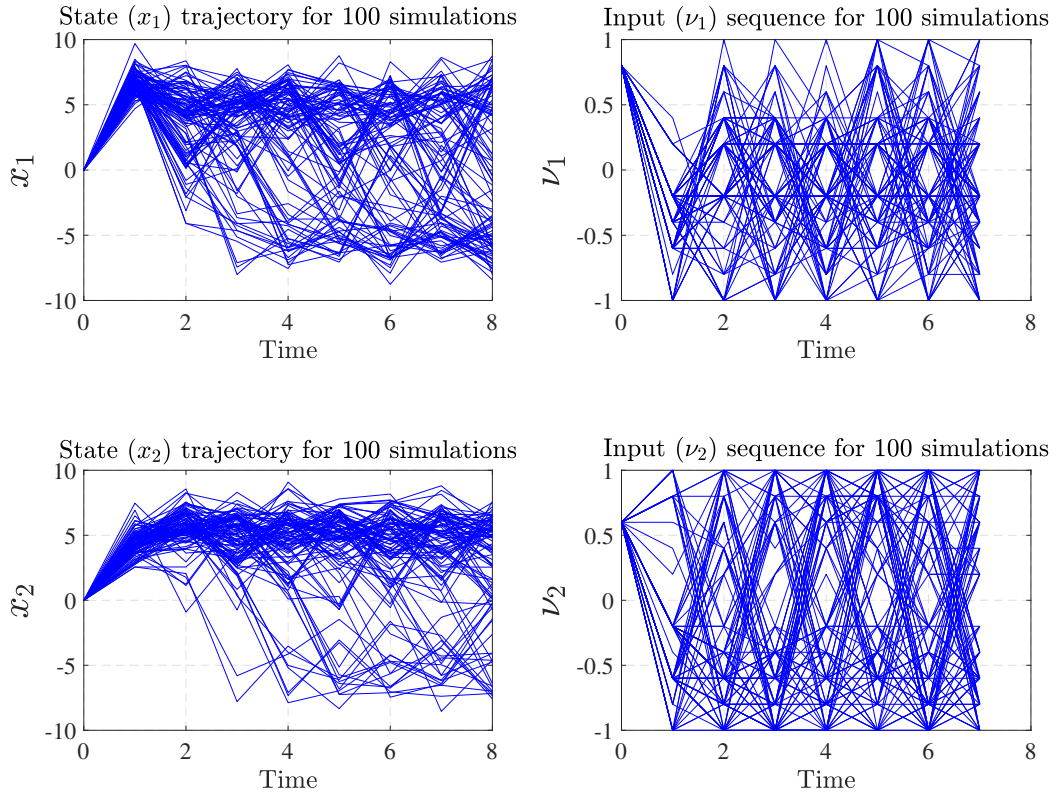 State (x₁) trajectory for 100 simulations
10
5
0
-5
-10
x₁
0 2 4 6 8
Time
Input (ν₁) sequence for 100 simulations
1
0.5
0
-0.5
-1
ν₁
0 2 4 6 8
Time
State (x₂) trajectory for 100 simulations
10
5
0
-5
-10
x₂
0 2 4 6 8
Time
Input (ν₂) sequence for 100 simulations
1
0.5
0
-0.5
-1
ν₂
0 2 4 6 8
Time